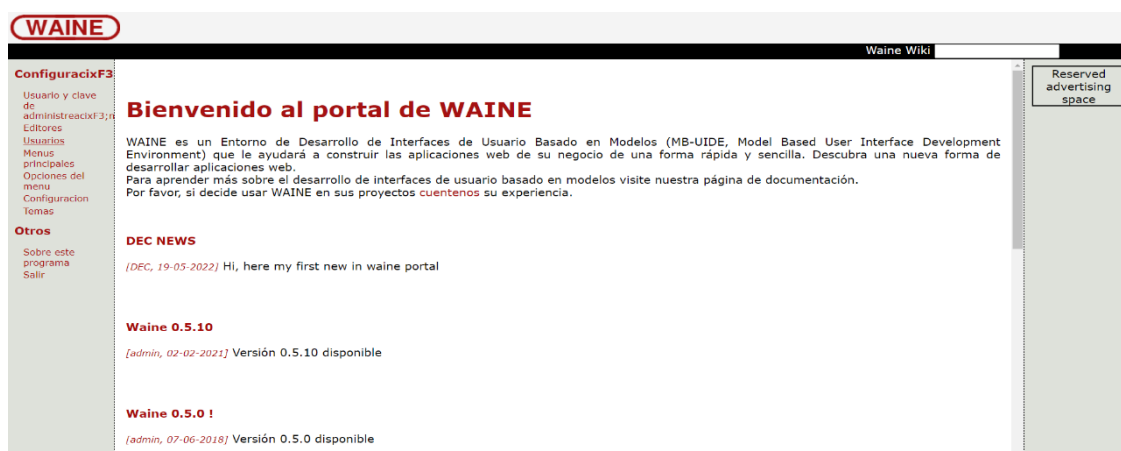 WAINE
Waine Wiki
ConfiguracixF3
Usuario y clave
de
administreacixF3;n
Editores
Usuarios
Menus
principales
Opciones del
menu
Configuracion
Temas
Otros
Sobre este
programa
Salir
Bienvenido al portal de WAINE
WAINE es un Entorno de Desarrollo de Interfaces de Usuario Basado en Modelos (MB-UIDE, Model Based User Interface Development
Environment) que le ayudará a construir las aplicaciones web de su negocio de una forma rápida y sencilla. Descubra una nueva forma de
desarrollar aplicaciones web.
Para aprender más sobre el desarrollo de interfaces de usuario basado en modelos visite nuestra página de documentación.
Por favor, si decide usar WAINE en sus proyectos cuentenos su experiencia.
DEC NEWS
[DEC, 19-05-2022] Hi, here my first new in waine portal
Waine 0.5.10
[admin, 02-02-2021] Versión 0.5.10 disponible
Waine 0.5.0 !
[admin, 07-06-2018] Versión 0.5.0 disponible
Reserved
advertising
space